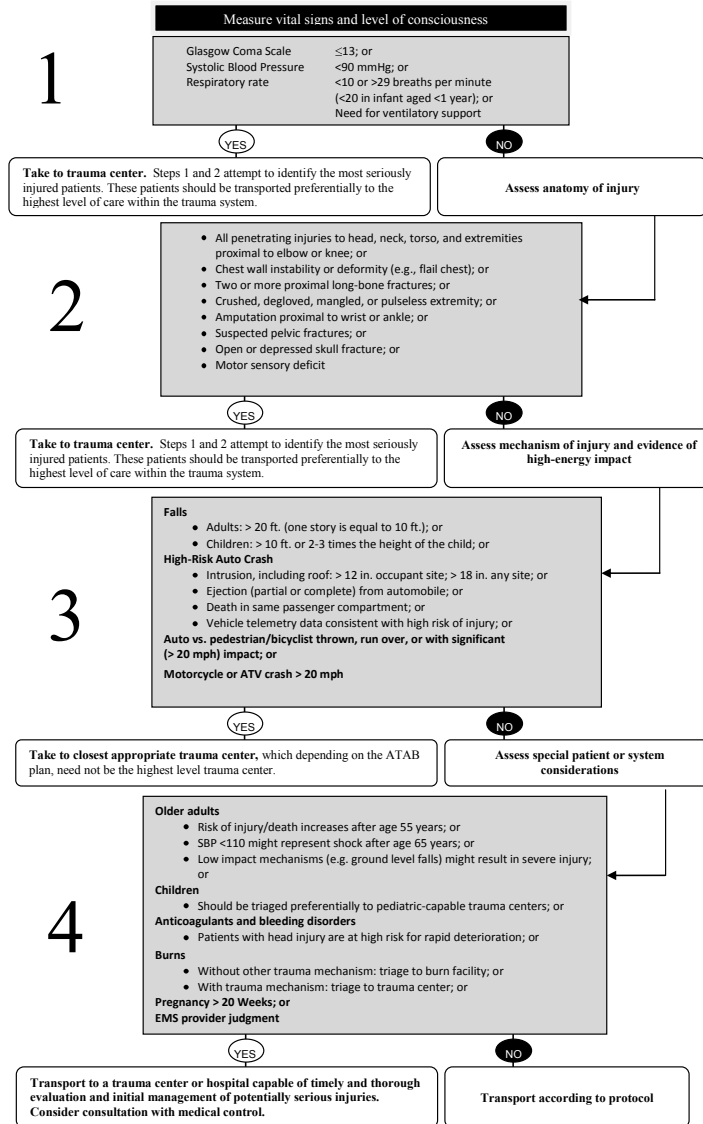 Measure vital signs and level of consciousness
1
Glasgow Coma Scale ≤13; or
Systolic Blood Pressure <90 mmHg; or
Respiratory rate <10 or >29 breaths per minute
(<20 in infant aged <1 year); or
Need for ventilatory support
YES
NO
Take to trauma center. Steps 1 and 2 attempt to identify the most seriously
injured patients. These patients should be transported preferentially to the
highest level of care within the trauma system.
Assess anatomy of injury
2
• All penetrating injuries to head, neck, torso, and extremities
proximal to elbow or knee; or
• Chest wall instability or deformity (e.g., flail chest); or
• Two or more proximal long-bone fractures; or
• Crushed, degloved, mangled, or pulseless extremity; or
• Amputation proximal to wrist or ankle; or
• Suspected pelvic fractures; or
• Open or depressed skull fracture; or
• Motor sensory deficit
YES
NO
Take to trauma center. Steps 1 and 2 attempt to identify the most seriously
injured patients. These patients should be transported preferentially to the
highest level of care within the trauma system.
Assess mechanism of injury and evidence of
high-energy impact
3
Falls
• Adults: > 20 ft. (one story is equal to 10 ft.); or
• Children: > 10 ft. or 2-3 times the height of the child; or
High-Risk Auto Crash
• Intrusion, including roof: > 12 in. occupant site; > 18 in. any site; or
• Ejection (partial or complete) from automobile; or
• Death in same passenger compartment; or
• Vehicle telemetry data consistent with high risk of injury; or
Auto vs. pedestrian/bicyclist thrown, run over, or with significant
(> 20 mph) impact; or
Motorcycle or ATV crash > 20 mph
YES
NO
Take to closest appropriate trauma center, which depending on the ATAB
plan, need not be the highest level trauma center.
Assess special patient or system
considerations
4
Older adults
• Risk of injury/death increases after age 55 years; or
• SBP <110 might represent shock after age 65 years; or
• Low impact mechanisms (e.g. ground level falls) might result in severe injury;
or
Children
• Should be triaged preferentially to pediatric-capable trauma centers; or
Anticoagulants and bleeding disorders
• Patients with head injury are at high risk for rapid deterioration; or
Burns
• Without other trauma mechanism: triage to burn facility; or
• With trauma mechanism: triage to trauma center; or
Pregnancy > 20 Weeks; or
EMS provider judgment
YES
NO
Transport to a trauma center or hospital capable of timely and thorough
evaluation and initial management of potentially serious injuries.
Consider consultation with medical control.
Transport according to protocol